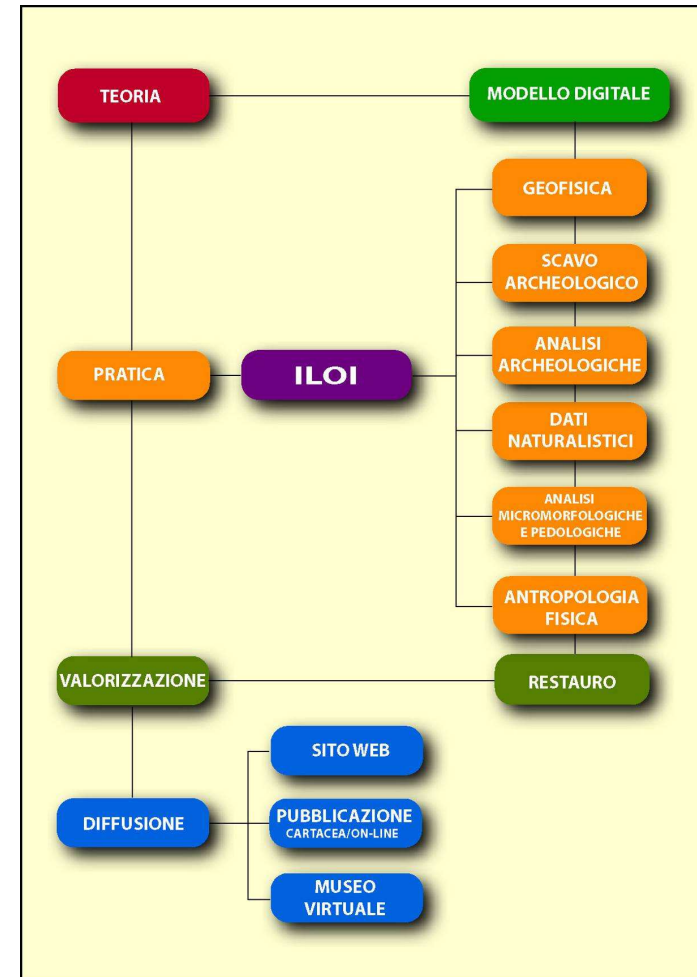 TEORIA
MODELLO DIGITALE
GEOFISICA
SCAVO
ARCHEOLOGICO
ANALISI
ARCHEOLOGICHE
PRATICA
ILOI
DATI
NATURALISTICI
ANALISI
MICROMORFOLOGICHE
E PEDOLOGICHE
ANTROPOLOGIA
FISICA
VALORIZZAZIONE
RESTAURO
SITO WEB
DIFFUSIONE
PUBBLICAZIONE
CARTACEA/ON-LINE
MUSEO
VIRTUALE